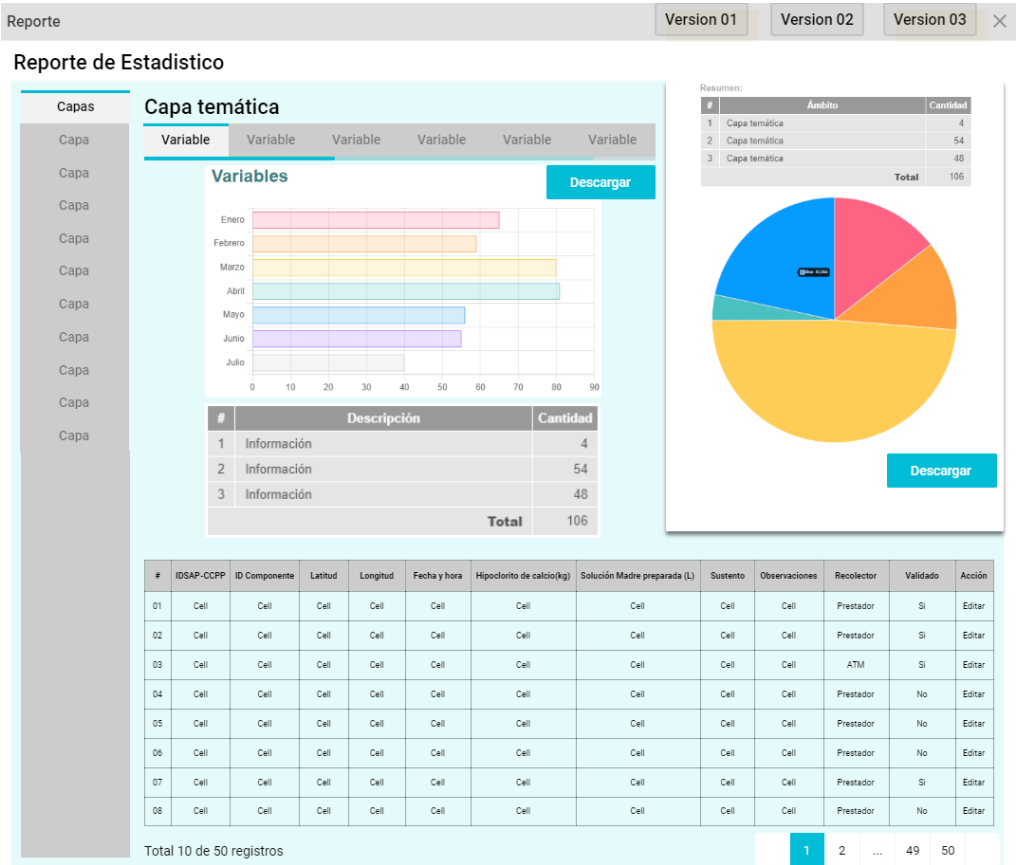 Reporte Version 01 Version 02 Version 03
Reporte de Estadistico
Capas
Capa
Capa
Capa
Capa
Capa
Capa
Capa
Capa
Capa
Capa
Capa temática
Variable Variable Variable Variable Variable Variable
Variables
Descargar
Enero
Febrero
Marzo
Abril
Mayo
Junio
Julio
0 10 20 30 40 50 60 70 80 90
# Descripción Cantidad
1 Información 4
2 Información 54
3 Información 48
Total 106
Resumen:
# Ámbito Cantidad
1 Capa temática 4
2 Capa temática 54
3 Capa temática 48
Total 106
Descargar
# IDSAP-CCPP ID Componente Latitud Longitud Fecha y hora Hipoclorito de calcio(kg) Solución Madre preparada (L) Sustento Observaciones Recolector Validado Acción
01 Cell Cell Cell Cell Cell Cell Cell Cell Cell Prestador Si Editar
02 Cell Cell Cell Cell Cell Cell Cell Cell Cell Prestador Si Editar
03 Cell Cell Cell Cell Cell Cell Cell Cell Cell ATM Si Editar
04 Cell Cell Cell Cell Cell Cell Cell Cell Cell Prestador No Editar
05 Cell Cell Cell Cell Cell Cell Cell Cell Cell Prestador No Editar
06 Cell Cell Cell Cell Cell Cell Cell Cell Cell Prestador No Editar
07 Cell Cell Cell Cell Cell Cell Cell Cell Cell Prestador Si Editar
08 Cell Cell Cell Cell Cell Cell Cell Cell Cell Prestador No Editar
Total 10 de 50 registros
1 2 ... 49 50